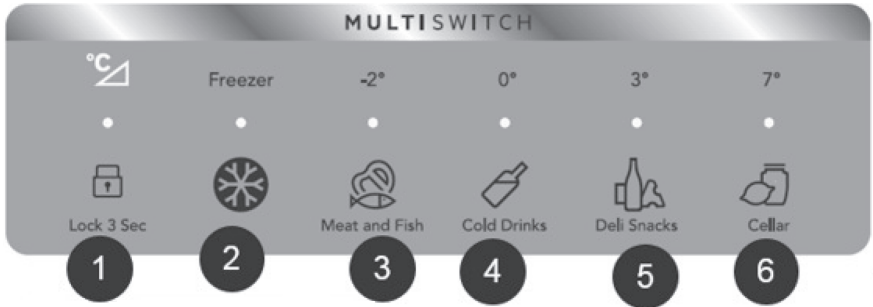 MULTISWITCH
°C
Freezer -2° 0° 3° 7°
Lock 3 Sec Meat and Fish Cold Drinks Deli Snacks Cellar
1 2 3 4 5 6